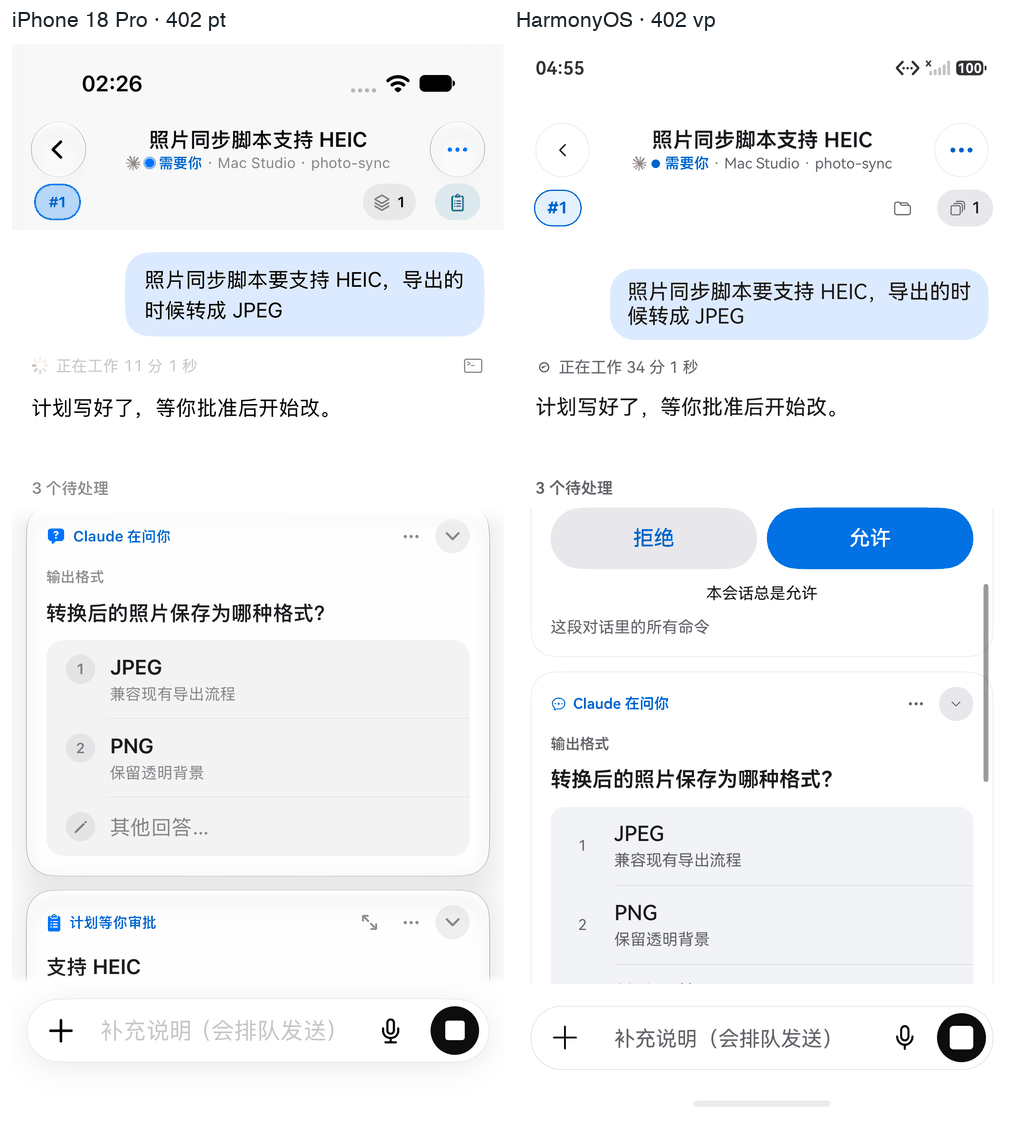 iPhone 18 Pro · 402 pt
02:26
照片同步脚本支持 HEIC
需要你 · Mac Studio · photo-sync
#1
1
照片同步脚本要支持 HEIC，导出的
时候转成 JPEG
正在工作 11 分 1 秒
计划写好了，等你批准后开始改。
3 个待处理
Claude 在问你
输出格式
转换后的照片保存为哪种格式？
1
JPEG
兼容现有导出流程
2
PNG
保留透明背景
其他回答...
计划等你审批
支持 HEIC
补充说明（会排队发送）
HarmonyOS · 402 vp
04:55
100
照片同步脚本支持 HEIC
需要你 · Mac Studio · photo-sync
#1
1
照片同步脚本要支持 HEIC，导出的时
候转成 JPEG
正在工作 34 分 1 秒
计划写好了，等你批准后开始改。
3 个待处理
拒绝
允许
本会话总是允许
这段对话里的所有命令
Claude 在问你
输出格式
转换后的照片保存为哪种格式？
1
JPEG
兼容现有导出流程
2
PNG
保留透明背景
补充说明（会排队发送）